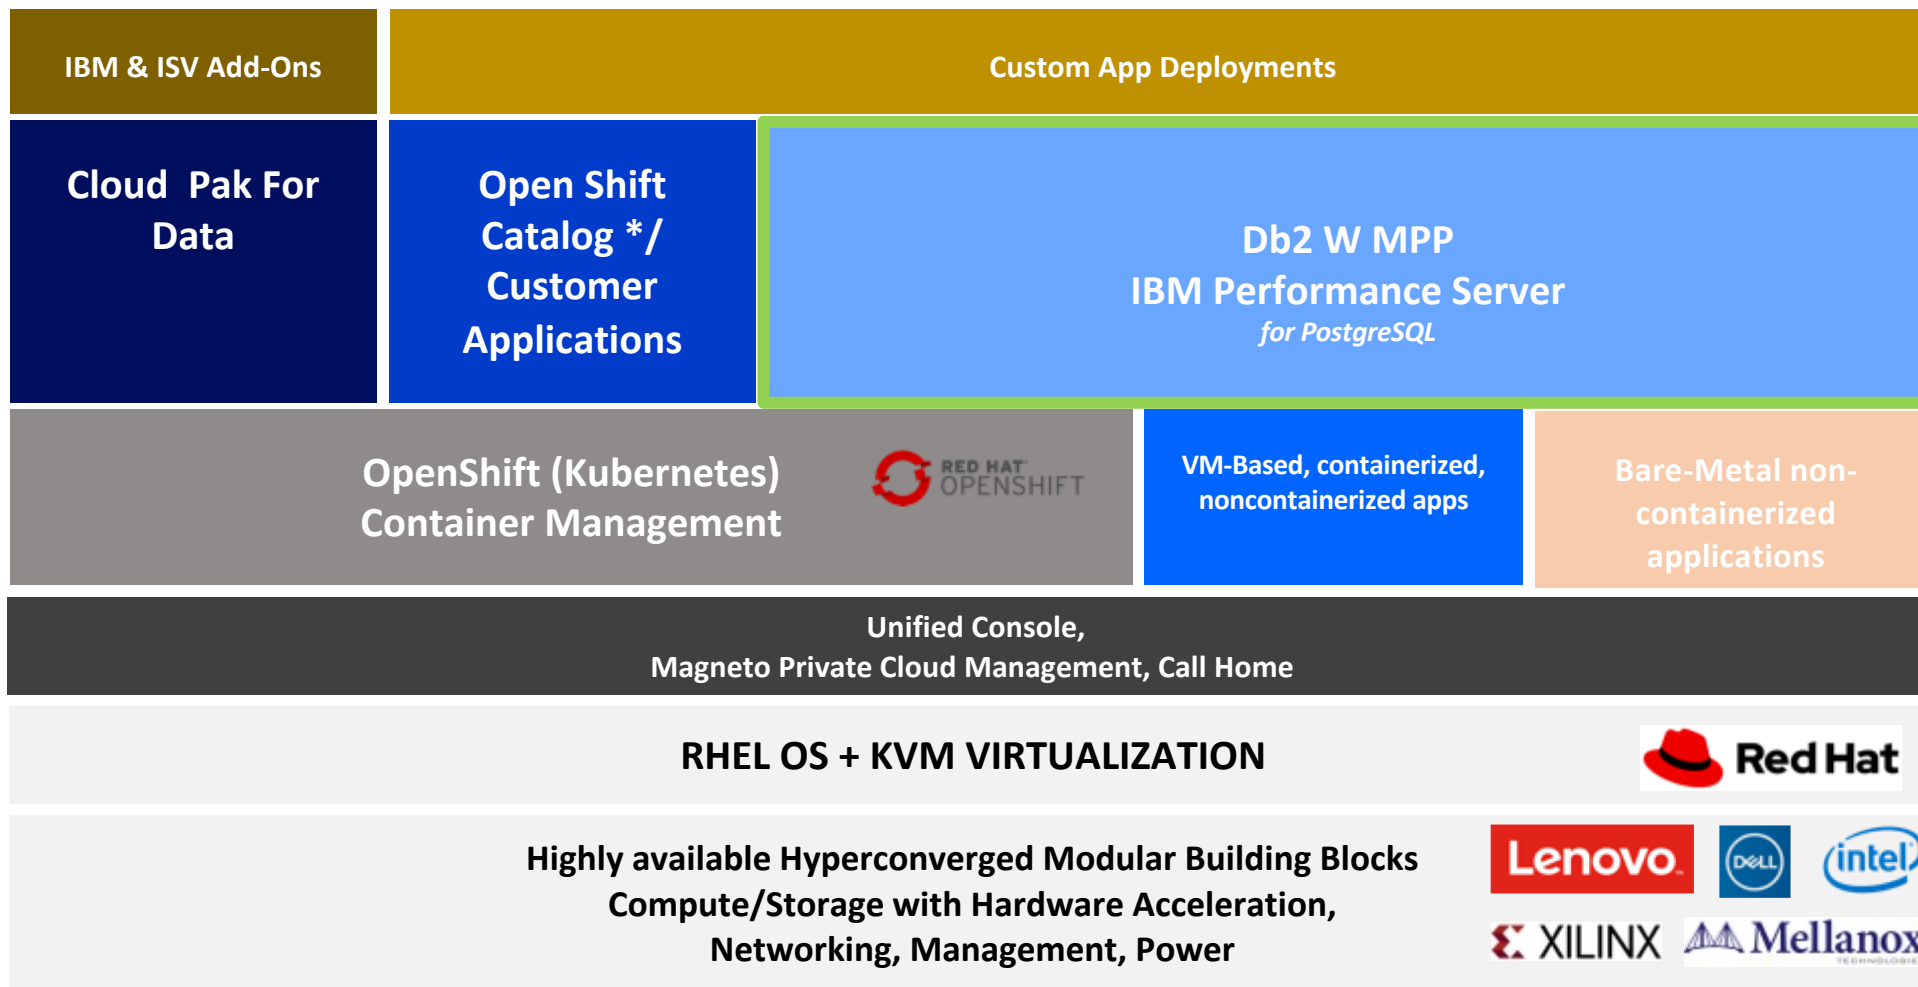 IBM & ISV Add-Ons
Custom App Deployments
Cloud  Pak For
Data
Open Shift
Catalog */
Customer
Applications
Db2 W MPP
IBM Performance Server
for PostgreSQL
OpenShift (Kubernetes)
Container Management
RED HAT
OPENSHIFT
VM-Based, containerized,
noncontainerized apps
Bare-Metal non-
containerized
applications
Unified Console,
Magneto Private Cloud Management, Call Home
RHEL OS + KVM VIRTUALIZATION
Red Hat
Highly available Hyperconverged Modular Building Blocks
Compute/Storage with Hardware Acceleration,
Networking, Management, Power
Lenovo
DELL
intel
XILINX
Mellanox